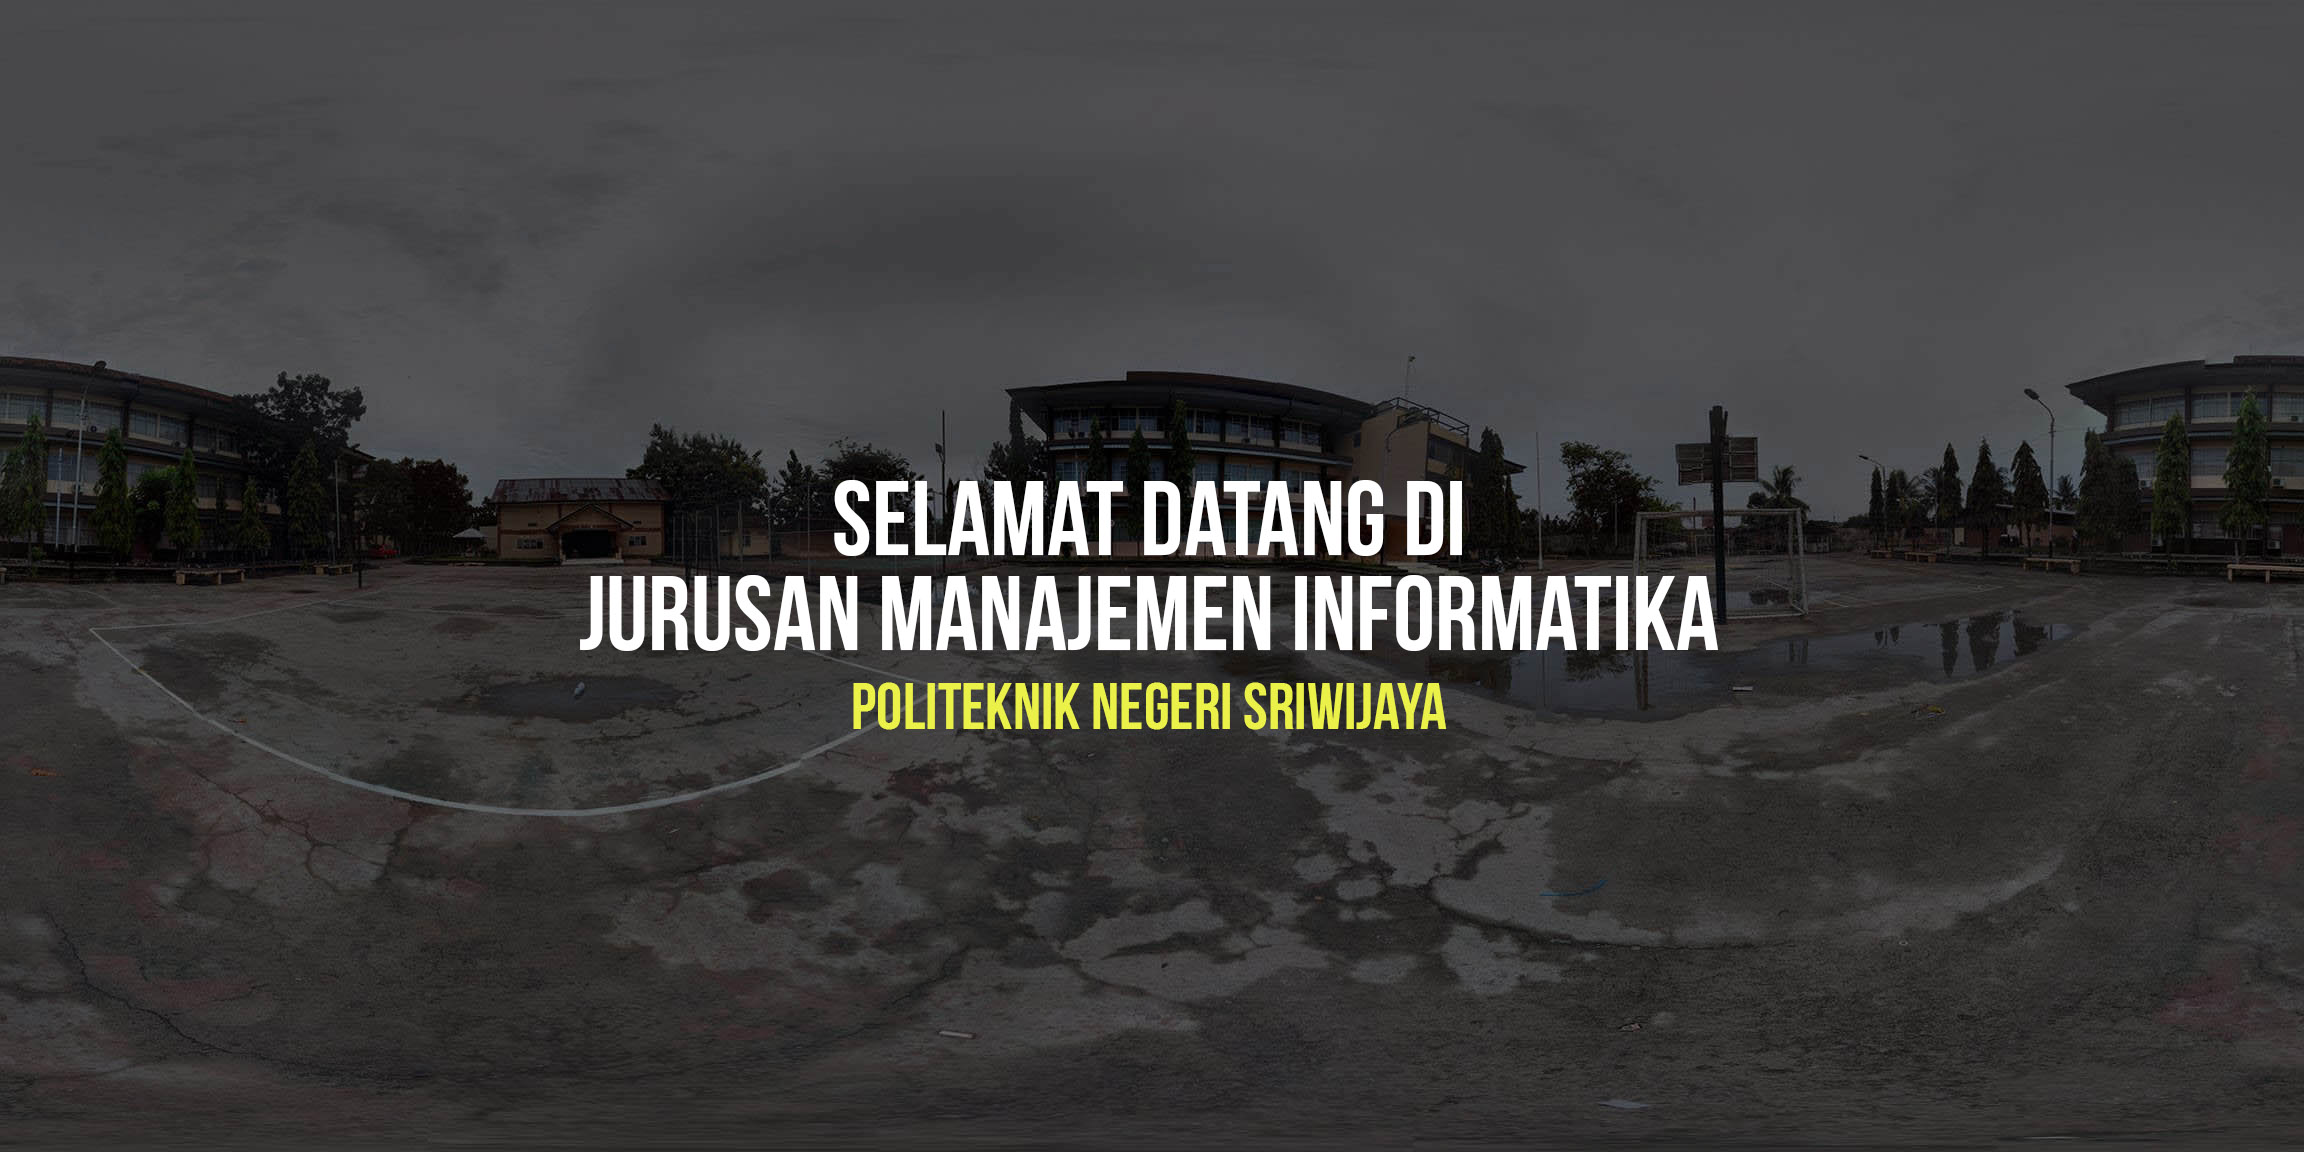 SELAMAT DATANG DI
JURUSAN MANAJEMEN INFORMATIKA
POLITEKNIK NEGERI SRIWIJAYA